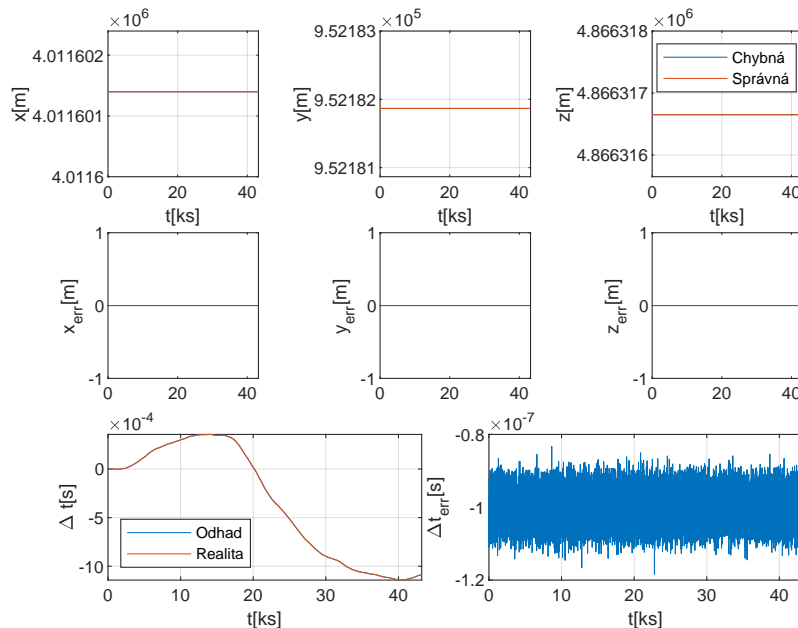 ×10^6
4.011602
4.011601
4.0116
x[m]
0 20 40
t[ks]
×10^5
9.52183
9.52182
9.52181
y[m]
0 20 40
t[ks]
×10^6
4.866318
4.866317
4.866316
z[m]
Chybná
Správná
0 20 40
t[ks]
1
0
-1
x_err[m]
0 20 40
1
0
-1
y_err[m]
0 20 40
1
0
-1
z_err[m]
0 20 40
×10^-4
0
-5
-10
Δ t[s]
Odhad
Realita
0 10 20 30 40
t[ks]
×10^-7
-0.8
-1
-1.2
Δt_err[s]
0 10 20 30 40
t[ks]